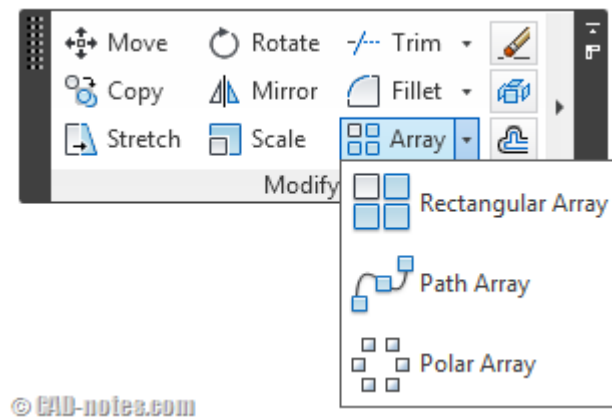 Move Rotate Trim
Copy Mirror Fillet
Stretch Scale Array
Modify
Rectangular Array
Path Array
Polar Array
© CAD-notes.com